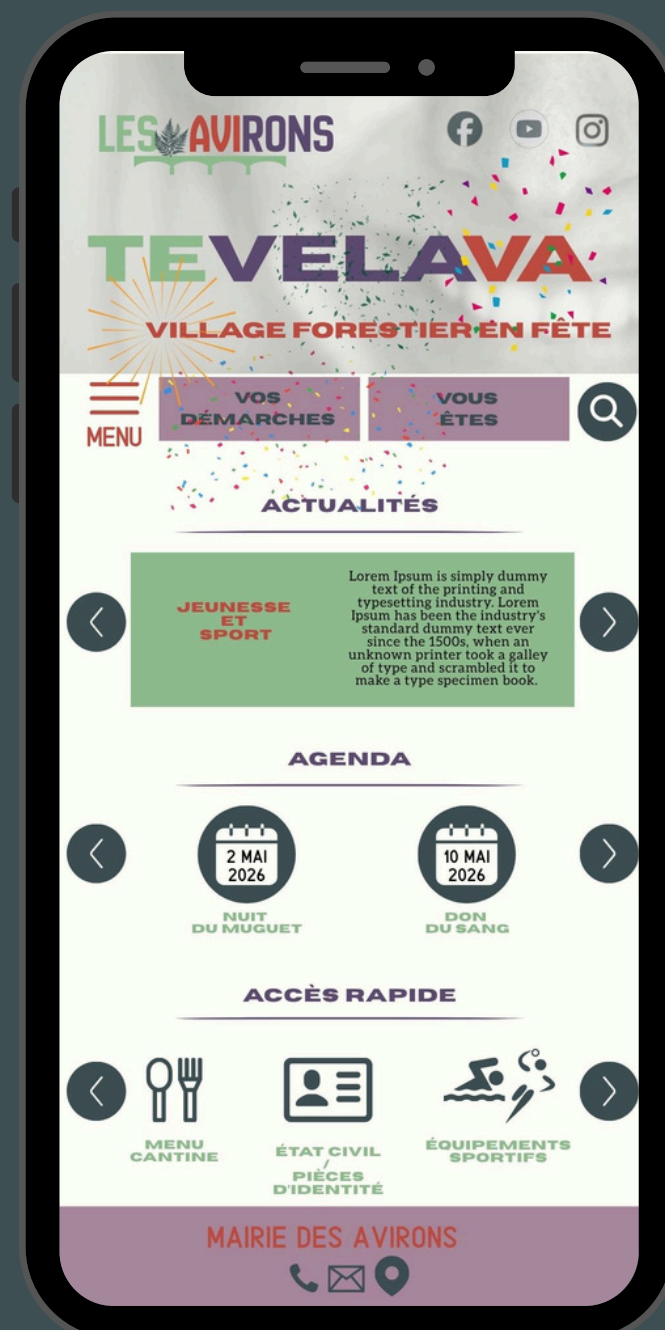 LES AVIRONS
TEVELAVA
VILLAGE FORESTIER EN FÊTE
MENU
VOS
DÉMARCHES
VOUS
ÊTES
ACTUALITÉS
JEUNESSE
ET
SPORT
Lorem Ipsum is simply dummy
text of the printing and
typesetting industry. Lorem
Ipsum has been the industry's
standard dummy text ever
since the 1500s, when an
unknown printer took a galley
of type and scrambled it to
make a type specimen book.
AGENDA
2 MAI
2026
NUIT
DU MUGUET
10 MAI
2026
DON
DU SANG
ACCÈS RAPIDE
MENU
CANTINE
ÉTAT CIVIL
/
PIÈCES
D'IDENTITÉ
ÉQUIPEMENTS
SPORTIFS
MAIRIE DES AVIRONS